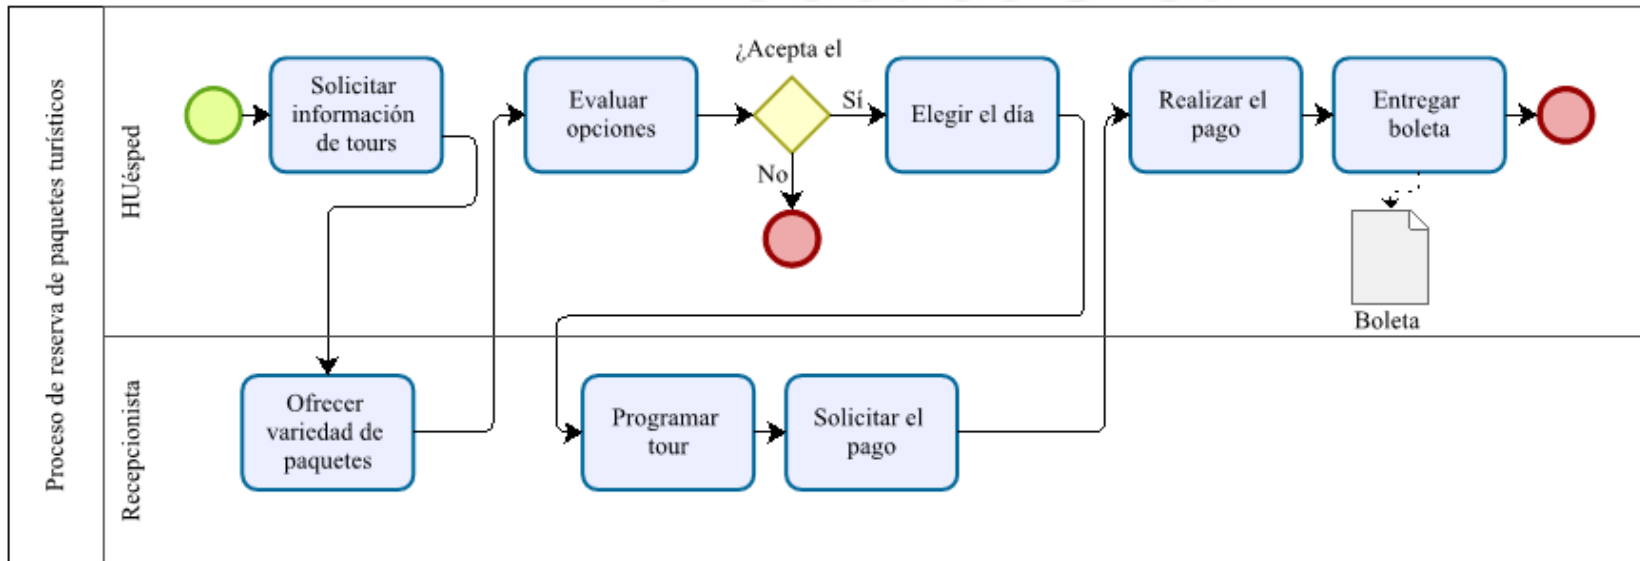 Proceso de reserva de paquetes turísticos
HUésped
Solicitar
información
de tours
Evaluar
opciones
¿Acepta el
Sí
No
Elegir el día
Realizar el
pago
Entregar
boleta
Boleta
Recepcionista
Ofrecer
variedad de
paquetes
Programar
tour
Solicitar el
pago